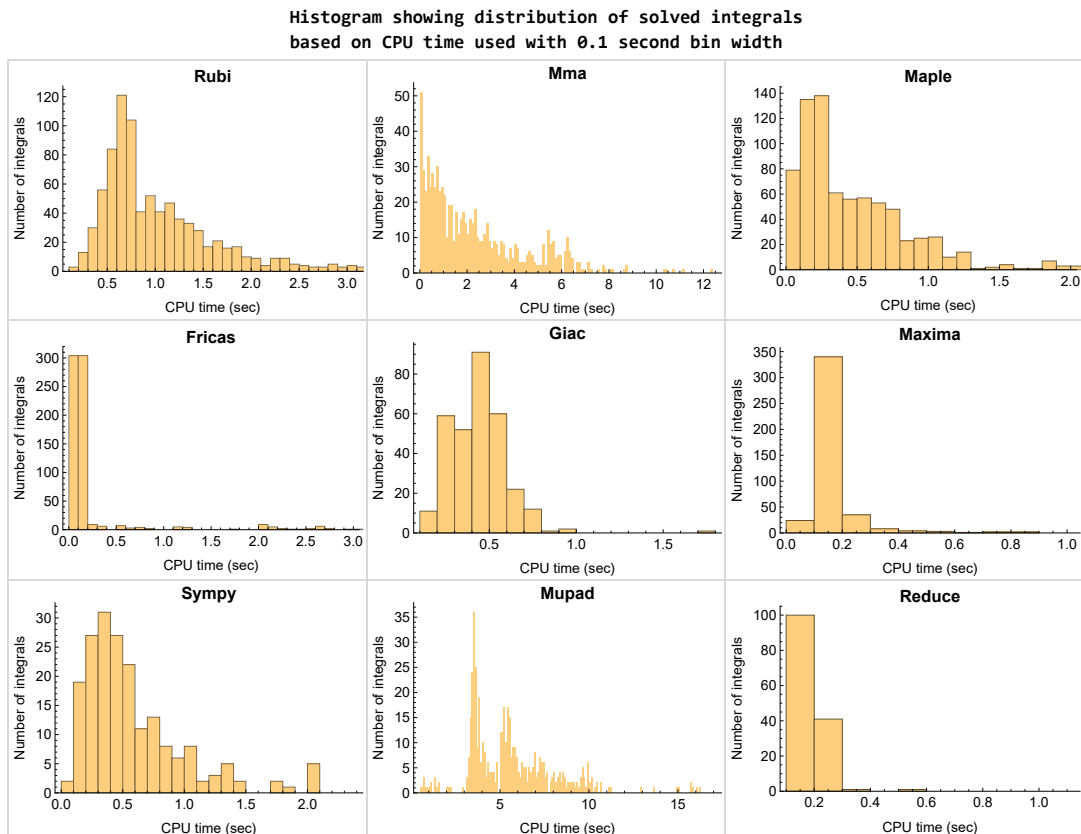 Histogram showing distribution of solved integrals
based on CPU time used with 0.1 second bin width
Rubi
Number of integrals
120
100
80
60
40
20
0
0.5 1.0 1.5 2.0 2.5 3.0
CPU time (sec)
Mma
Number of integrals
50
40
30
20
10
0
0 2 4 6 8 10 12
CPU time (sec)
Maple
Number of integrals
140
120
100
80
60
40
20
0
0.0 0.5 1.0 1.5 2.0
CPU time (sec)
Fricas
Number of integrals
300
250
200
150
100
50
0
0.0 0.5 1.0 1.5 2.0 2.5 3.0
CPU time (sec)
Giac
Number of integrals
80
60
40
20
0
0.5 1.0 1.5
CPU time (sec)
Maxima
Number of integrals
350
300
250
200
150
100
50
0
0.0 0.2 0.4 0.6 0.8 1.0
CPU time (sec)
Sympy
Number of integrals
30
25
20
15
10
5
0
0.0 0.5 1.0 1.5 2.0
CPU time (sec)
Mupad
Number of integrals
35
30
25
20
15
10
5
0
5 10 15
CPU time (sec)
Reduce
Number of integrals
100
80
60
40
20
0
0.2 0.4 0.6 0.8 1.0
CPU time (sec)